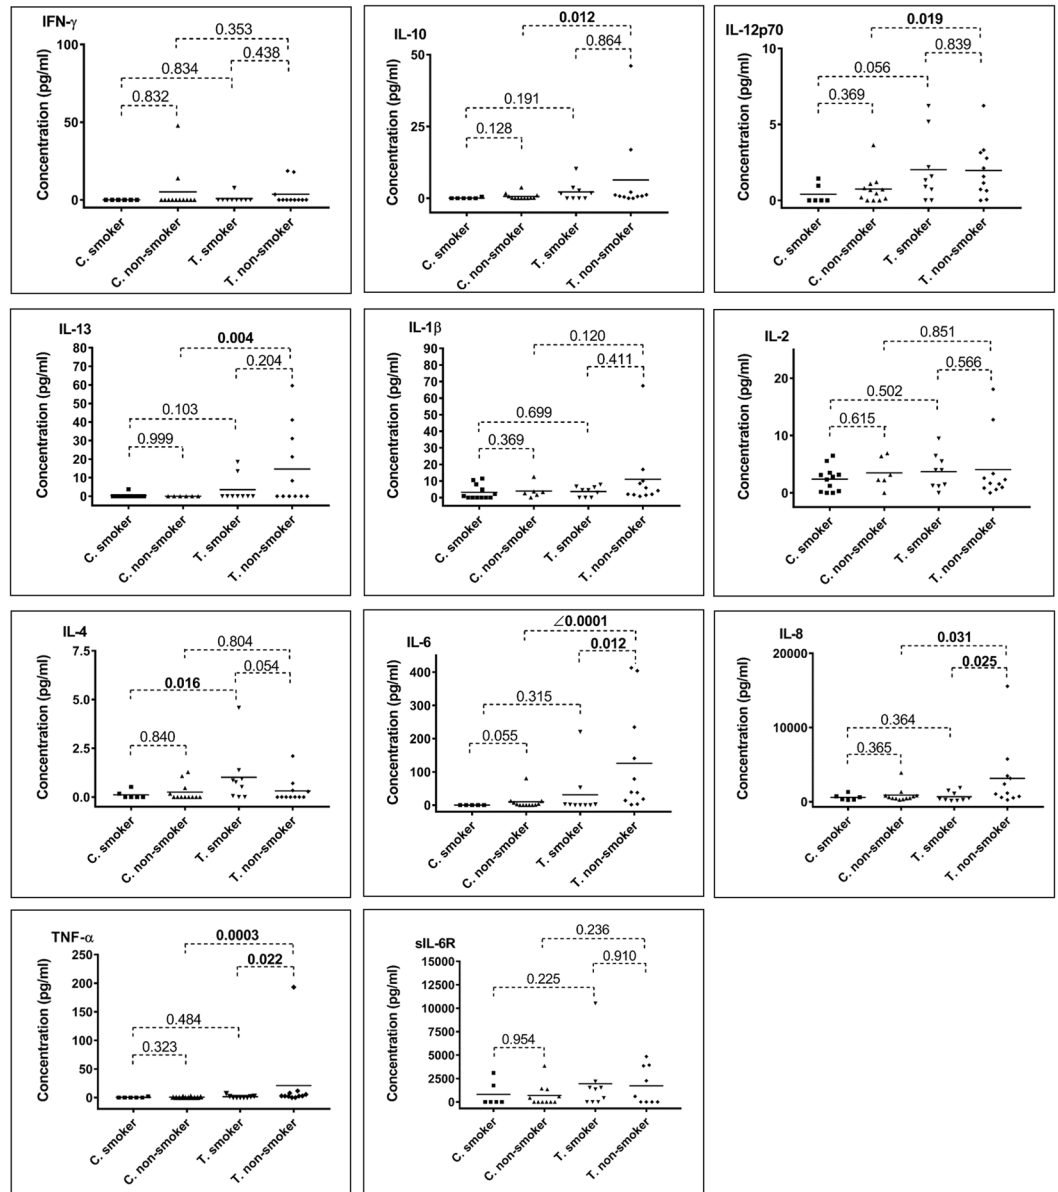 IFN-γ
Concentration (pg/ml)
100
50
0
0.353
0.438
0.834
0.832
C. smoker
C. non-smoker
T. smoker
T. non-smoker
IL-10
Concentration (pg/ml)
50
25
0
0.012
0.864
0.191
0.128
C. smoker
C. non-smoker
T. smoker
T. non-smoker
IL-12p70
Concentration (pg/ml)
10
5
0
0.019
0.839
0.056
0.369
C. smoker
C. non-smoker
T. smoker
T. non-smoker
IL-13
Concentration (pg/ml)
80
70
60
50
40
30
20
10
0
0.004
0.204
0.103
0.999
C. smoker
C. non-smoker
T. smoker
T. non-smoker
IL-1β
Concentration (pg/ml)
90
80
70
60
50
40
30
20
10
0
0.120
0.411
0.699
0.369
C. smoker
C. non-smoker
T. smoker
T. non-smoker
IL-2
Concentration (pg/ml)
20
10
0
0.851
0.566
0.502
0.615
C. smoker
C. non-smoker
T. smoker
T. non-smoker
IL-4
Concentration (pg/ml)
7.5
5.0
2.5
0.0
0.804
0.054
0.016
0.840
C. smoker
C. non-smoker
T. smoker
T. non-smoker
IL-6
Concentration (pg/ml)
400
300
200
100
0
∠0.0001
0.012
0.315
0.055
C. smoker
C. non-smoker
T. smoker
T. non-smoker
IL-8
Concentration (pg/ml)
20000
10000
0
0.031
0.025
0.364
0.365
C. smoker
C. non-smoker
T. smoker
T. non-smoker
TNF-α
Concentration (pg/ml)
250
200
150
100
50
0
0.0003
0.022
0.484
0.323
C. smoker
C. non-smoker
T. smoker
T. non-smoker
sIL-6R
Concentration (pg/ml)
15000
12500
10000
7500
5000
2500
0
0.236
0.910
0.225
0.954
C. smoker
C. non-smoker
T. smoker
T. non-smoker